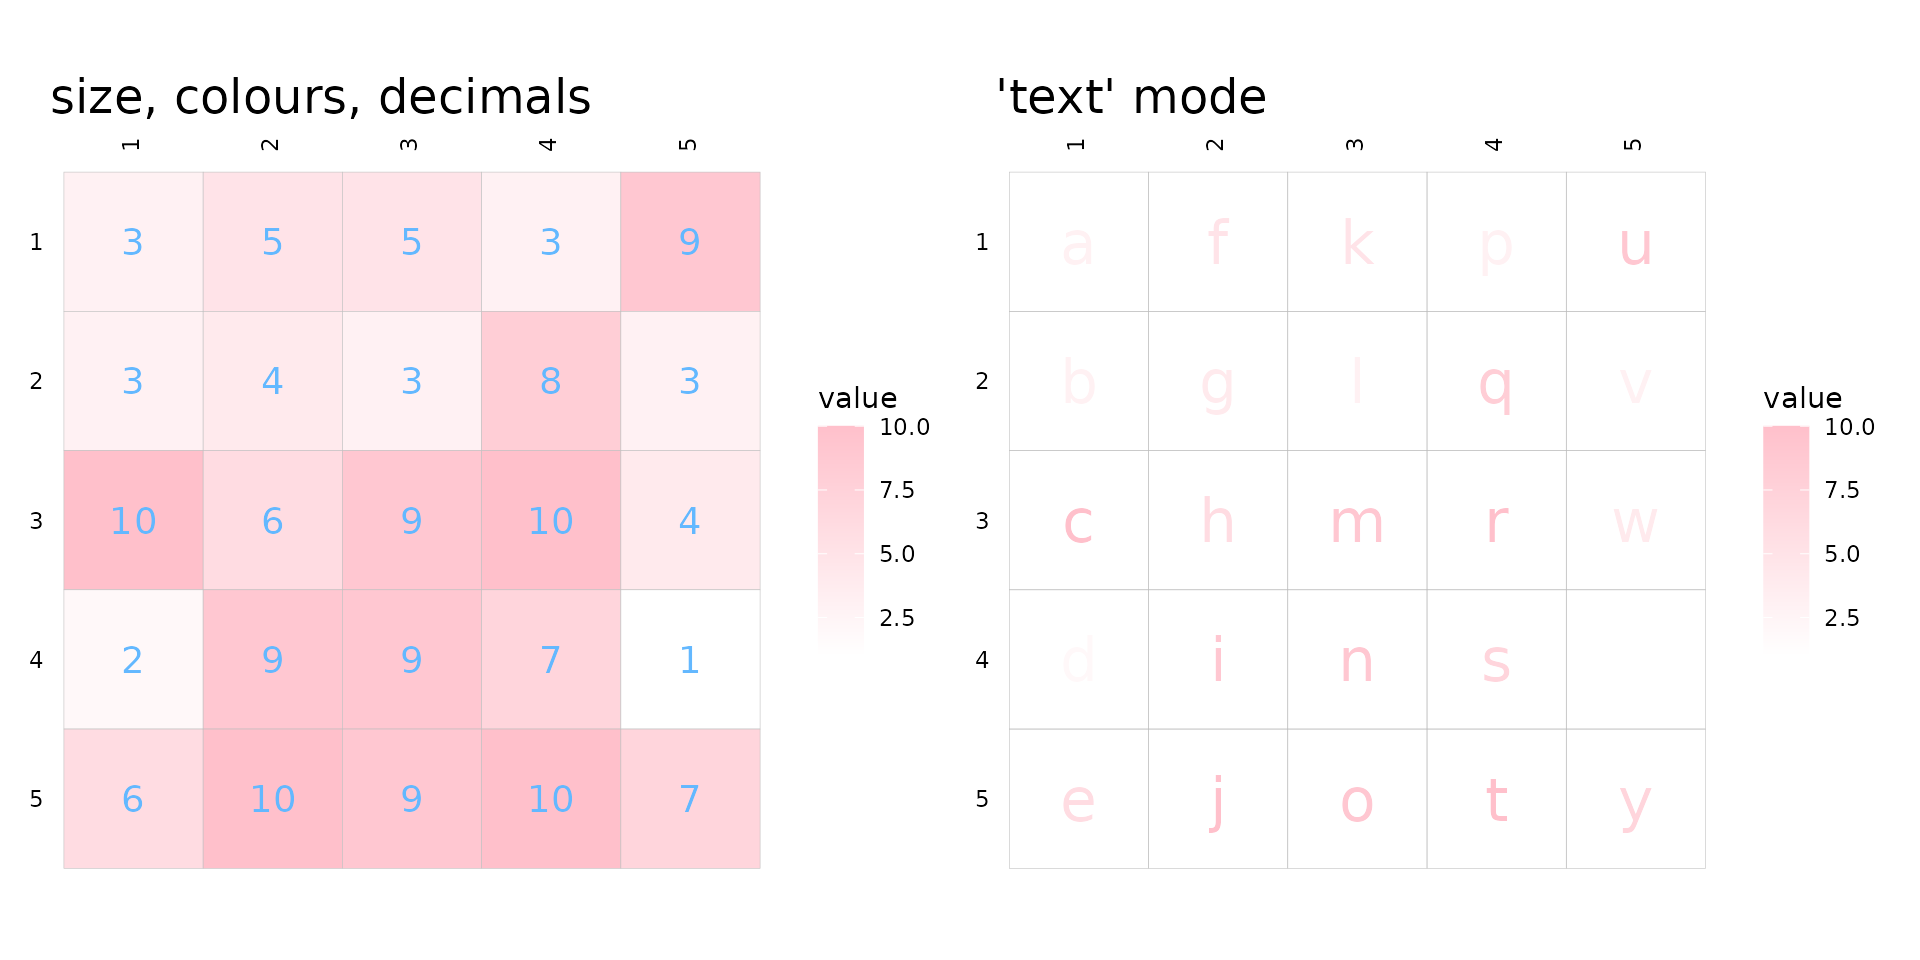 size, colours, decimals
1 2 3 4 5
1 3 5 5 3 9
2 3 4 3 8 3
3 10 6 9 10 4
4 2 9 9 7 1
5 6 10 9 10 7
value
10.0
7.5
5.0
2.5
'text' mode
1 2 3 4 5
1 a f k p u
2 b g l q v
3 c h m r w
4 d i n s
5 e j o t y
value
10.0
7.5
5.0
2.5